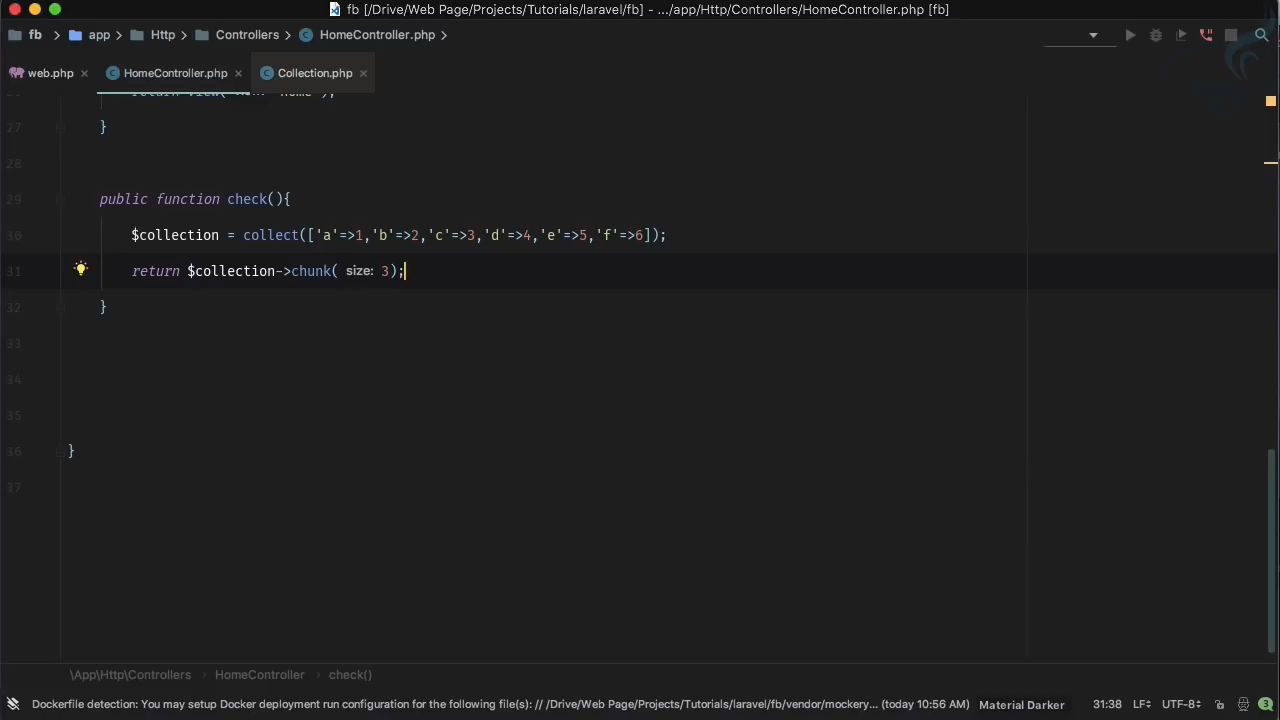 fb [/Drive/Web Page/Projects/Tutorials/laravel/fb] - .../app/Http/Controllers/HomeController.php [fb]
fb app Http Controllers HomeController.php
web.php HomeController.php Collection.php
27 }
28
29 public function check(){
30 $collection = collect(['a'=>1,'b'=>2,'c'=>3,'d'=>4,'e'=>5,'f'=>6]);
31 return $collection->chunk( size: 3);
32 }
33
34
35
36 }
37
\App\Http\Controllers HomeController check()
Dockerfile detection: You may setup Docker deployment run configuration for the following file(s): // /Drive/Web Page/Projects/Tutorials/laravel/fb/vendor/mockery... (today 10:56 AM) Material Darker 31:38 LF UTF-8